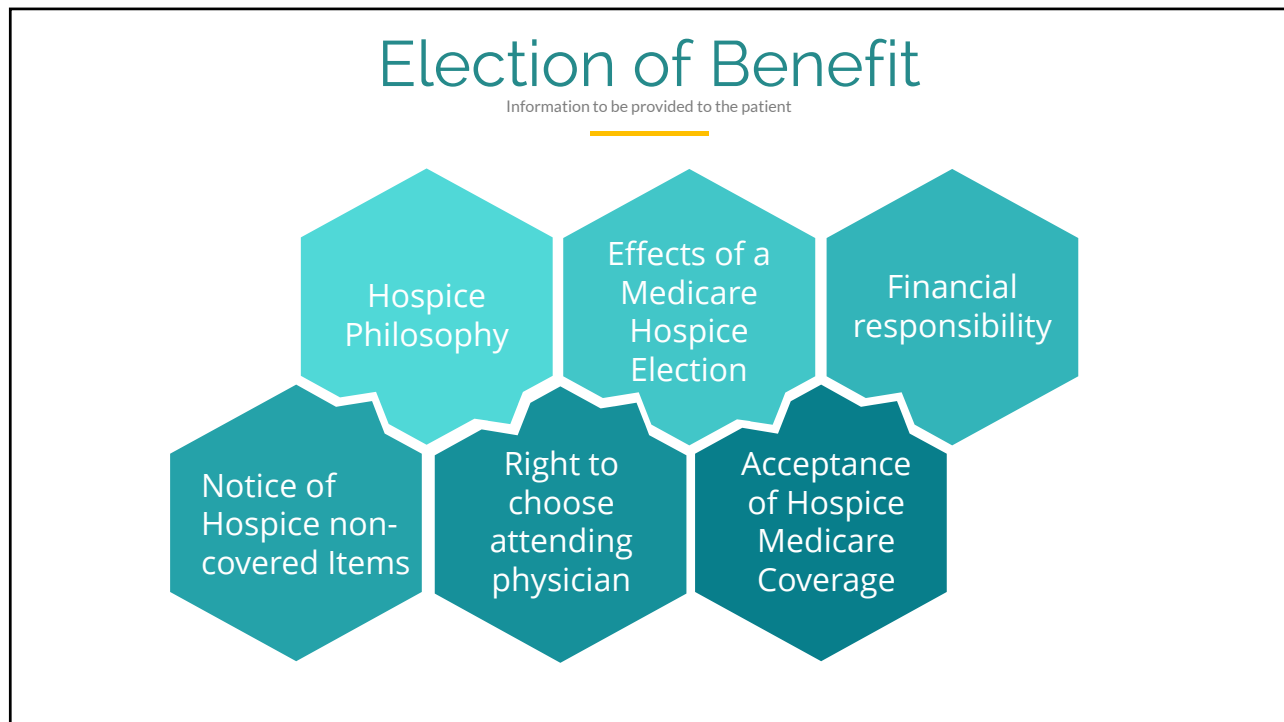 Election of Benefit
Information to be provided to the patient
Hospice
Philosophy
Effects of a
Medicare
Hospice
Election
Financial
responsibility
Notice of
Hospice non-
covered Items
Right to
choose
attending
physician
Acceptance
of Hospice
Medicare
Coverage